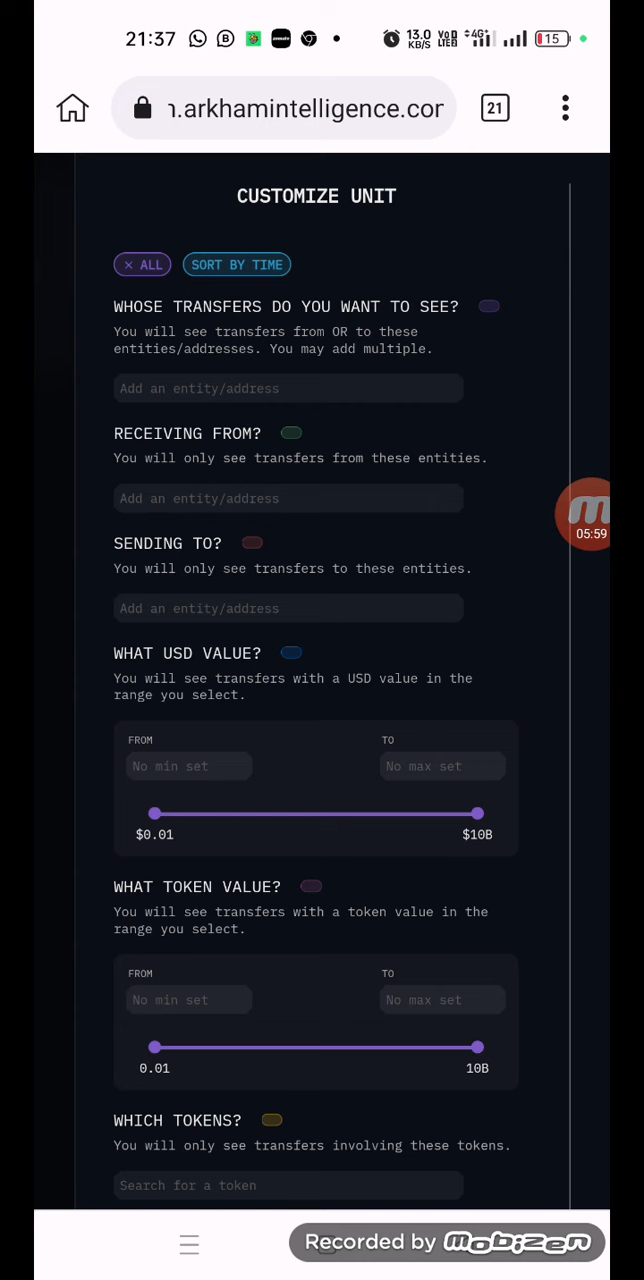 21:37
13.0 KB/S
4G
15
ꓶ.arkhamintelligence.cor
21
CUSTOMIZE UNIT
× ALL
SORT BY TIME
WHOSE TRANSFERS DO YOU WANT TO SEE?
You will see transfers from OR to these
entities/addresses. You may add multiple.
Add an entity/address
RECEIVING FROM?
You will only see transfers from these entities.
Add an entity/address
05:59
SENDING TO?
You will only see transfers to these entities.
Add an entity/address
WHAT USD VALUE?
You will see transfers with a USD value in the
range you select.
FROM
TO
No min set
No max set
$0.01
$10B
WHAT TOKEN VALUE?
You will see transfers with a token value in the
range you select.
FROM
TO
No min set
No max set
0.01
10B
WHICH TOKENS?
You will only see transfers involving these tokens.
Search for a token
Recorded by mobizen